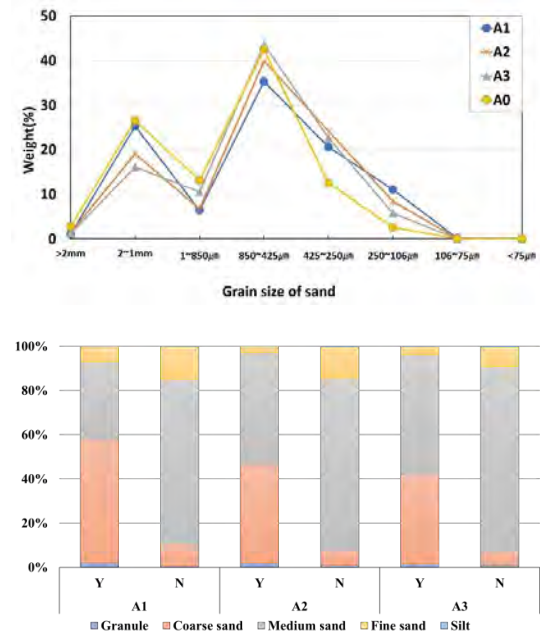 50
40
30
20
10
0
Weight(%)
A1
A2
A3
A0
>2mm 2~1mm 1~850㎛ 850~425㎛ 425~250㎛ 250~106㎛ 106~75㎛ <75㎛
Grain size of sand
100%
80%
60%
40%
20%
0%
Y N Y N Y N
A1 A2 A3
Granule Coarse sand Medium sand Fine sand Silt